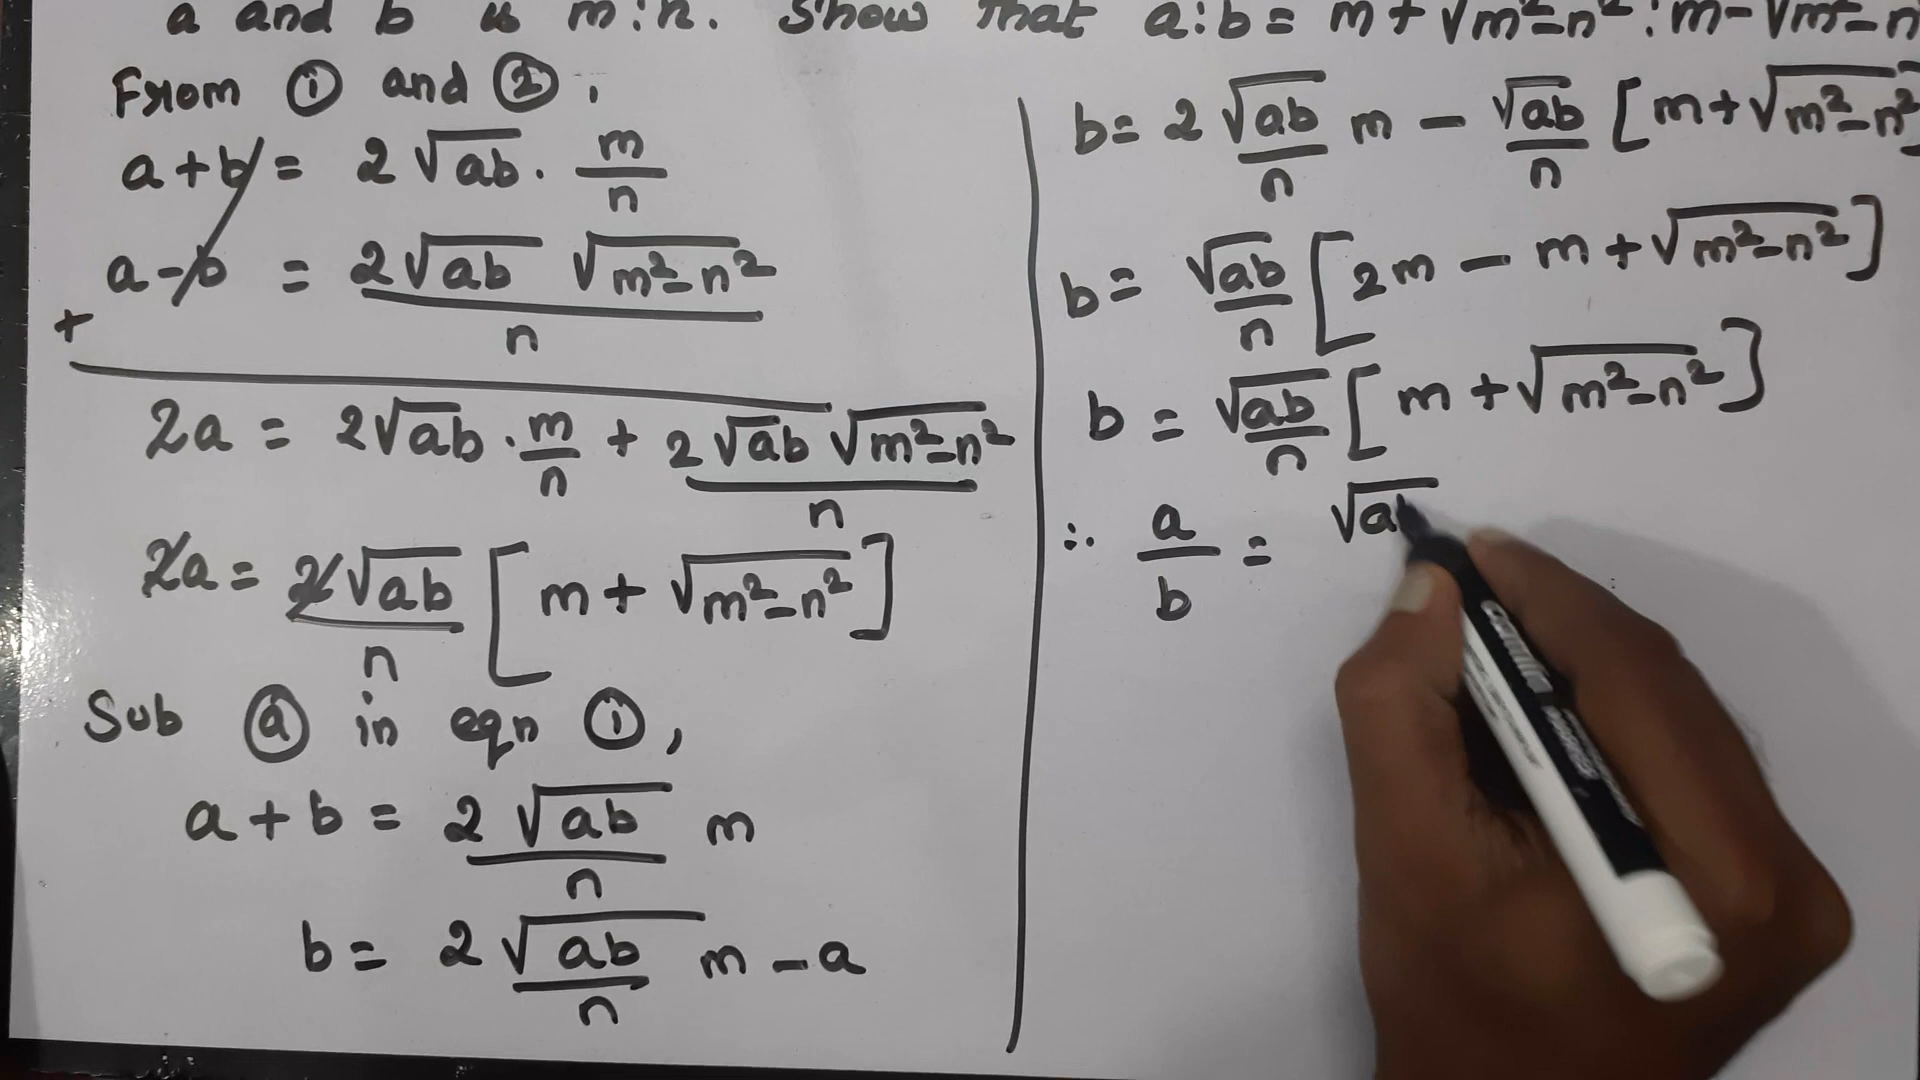 a and b is m:n. Show that a:b = m+√m²-n² : m-√m²-n
From ① and ②,
a+b = 2√ab · m/n
a-b = 2√ab √m²-n² / n
+
2a = 2√ab · m/n + 2√ab √m²-n² / n
2a = 2√ab / n [m+√m²-n²]
Sub ⓐ in eqn ①,
a+b = 2√ab / n m
b = 2√ab / n m - a
b = 2√ab / n m - √ab / n [m+√m²-n²]
b = √ab / n [2m - m+√m²-n²]
b = √ab / n [m+√m²-n²]
∴ a/b = √a
camlin